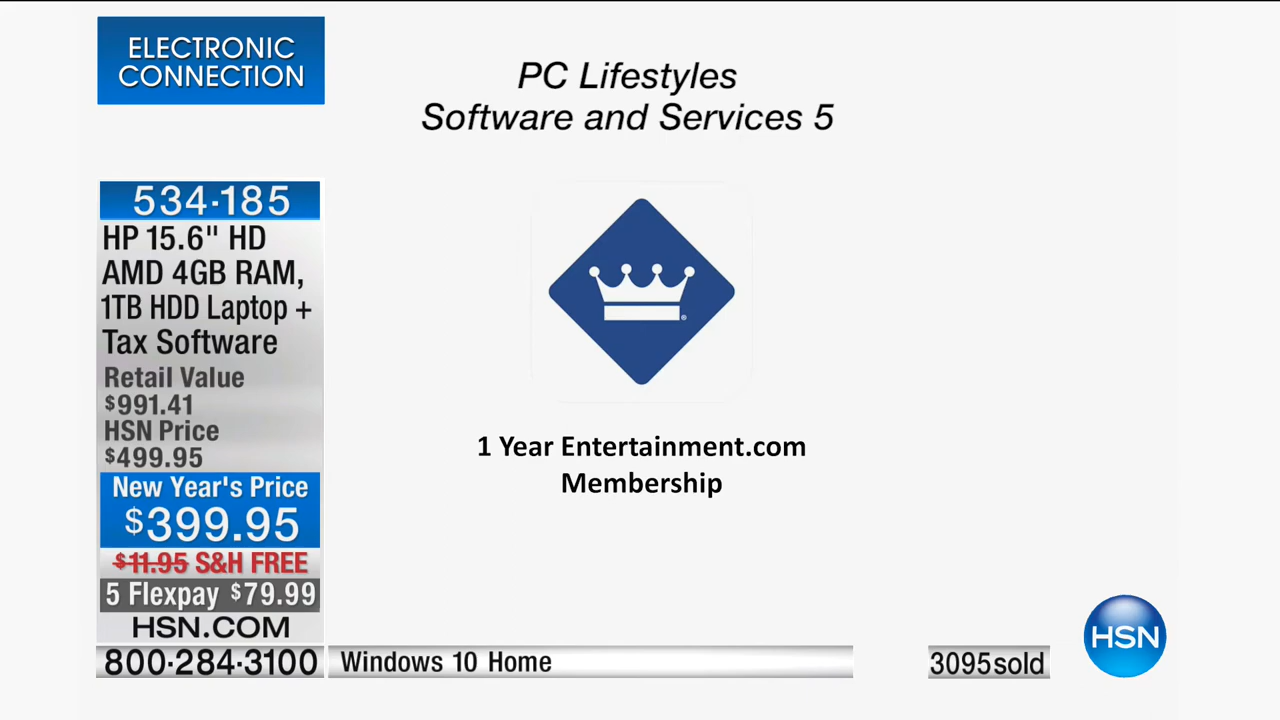 ELECTRONIC
CONNECTION
PC Lifestyles
Software and Services 5
534·185
HP 15.6" HD
AMD 4GB RAM,
1TB HDD Laptop +
Tax Software
Retail Value
$991.41
HSN Price
$499.95
New Year's Price
$399.95
$11.95 S&H FREE
5 Flexpay $79.99
HSN.COM
800·284·3100
1 Year Entertainment.com
Membership
Windows 10 Home
3095sold
HSN